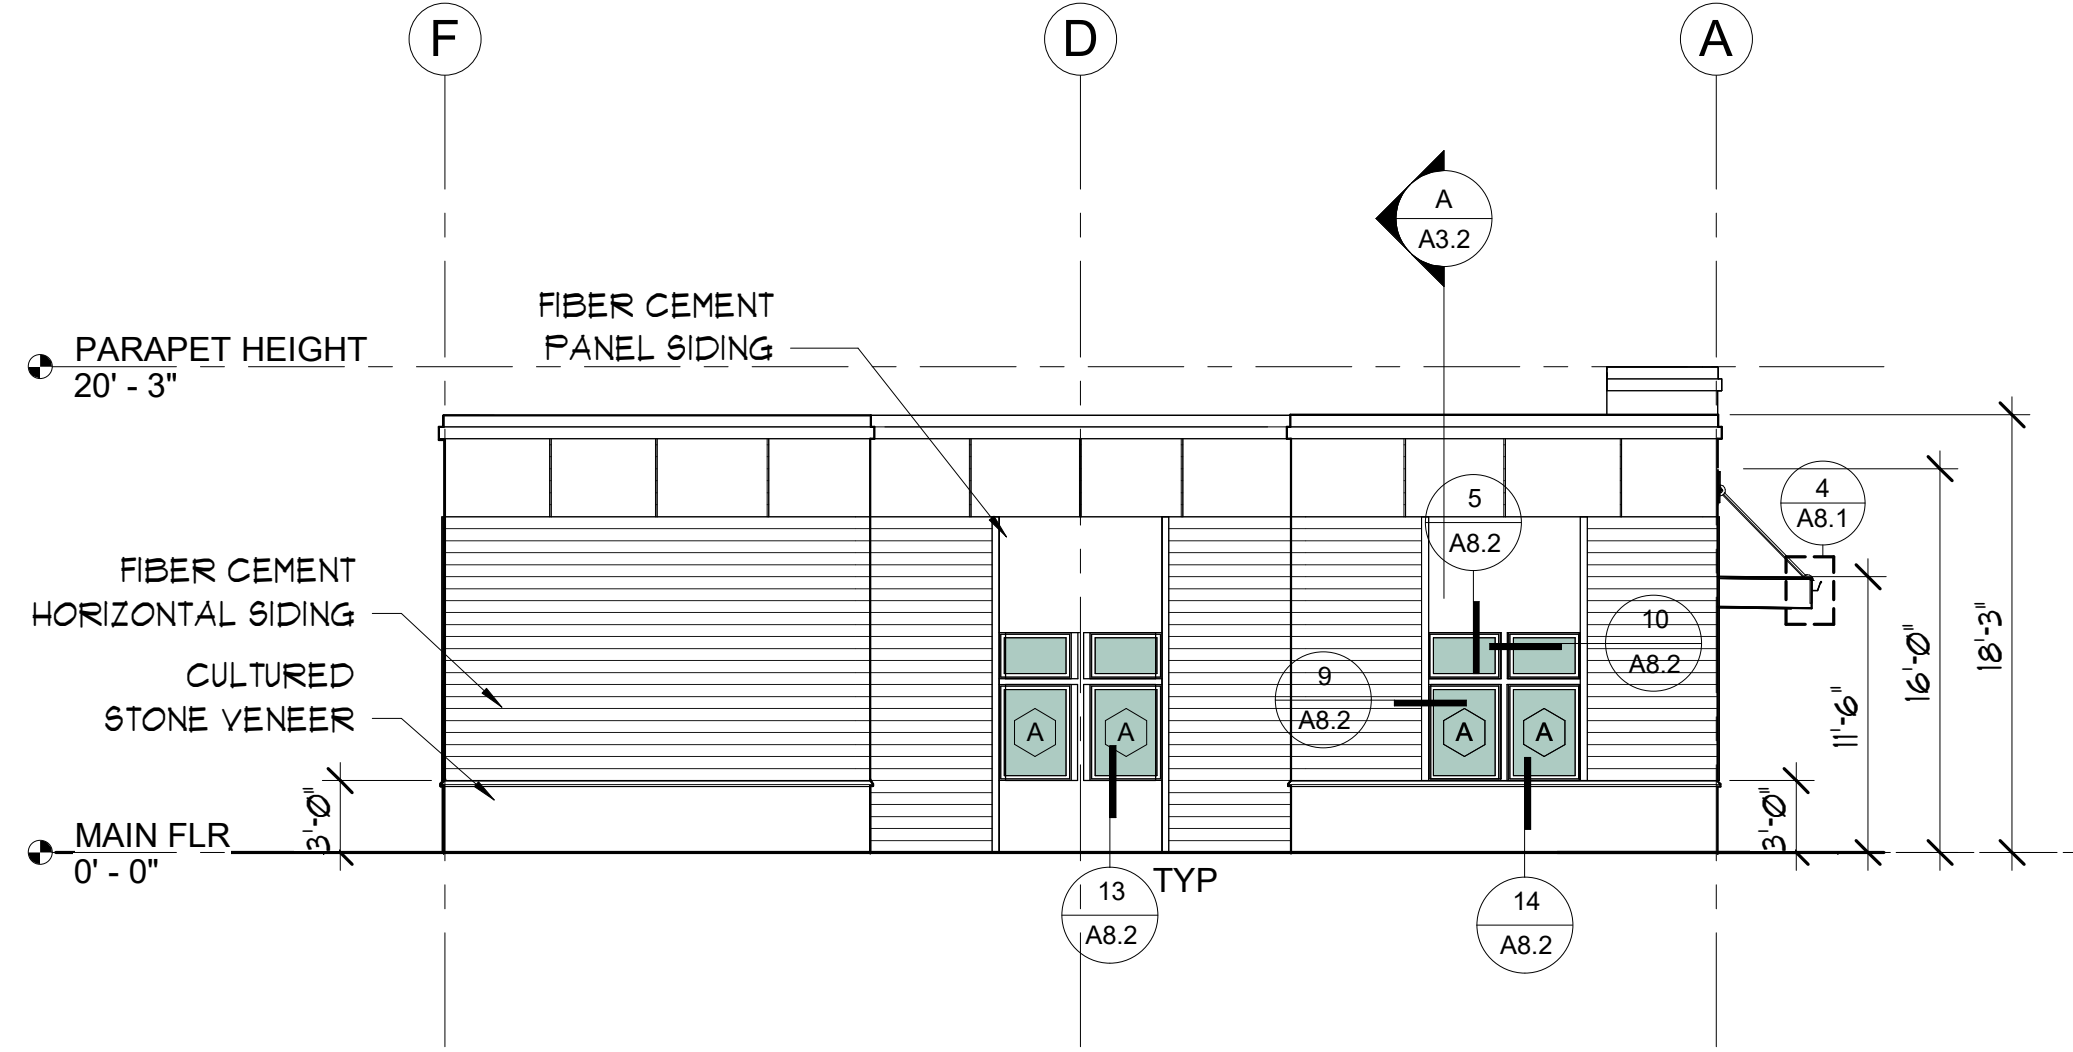 F
D
A
A
A3.2
FIBER CEMENT
PANEL SIDING
PARAPET HEIGHT
20' - 3"
5
A8.2
4
A8.1
FIBER CEMENT
HORIZONTAL SIDING
10
A8.2
CULTURED
STONE VENEER
9
A8.2
A
A
A
A
3'-0"
3'-0"
11'-6"
16'-0"
18'-3"
MAIN FLR
0' - 0"
TYP
13
A8.2
14
A8.2